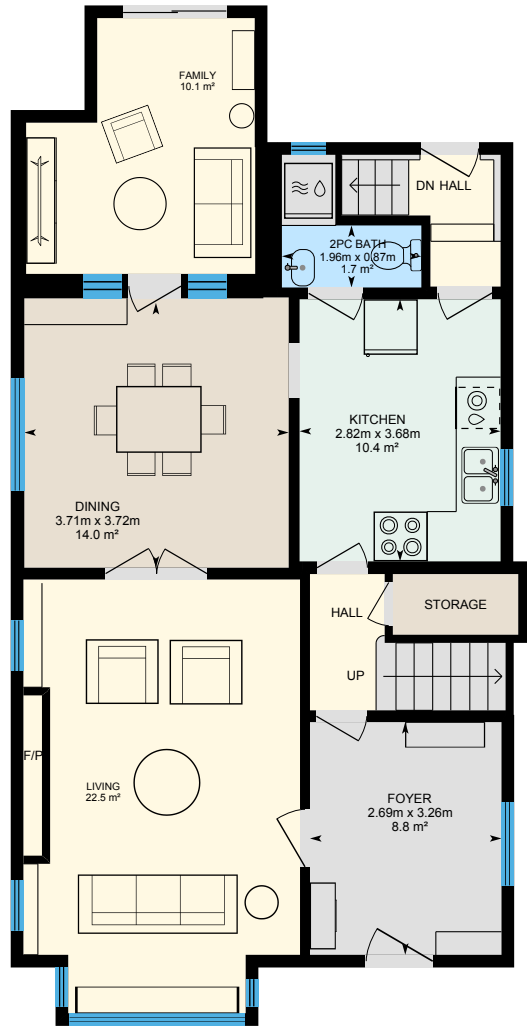 FAMILY
10.1 m²
DN HALL
2PC BATH
1.96m x 0.87m
1.7 m²
KITCHEN
2.82m x 3.68m
10.4 m²
DINING
3.71m x 3.72m
14.0 m²
STORAGE
HALL
UP
F/P
LIVING
22.5 m²
FOYER
2.69m x 3.26m
8.8 m²